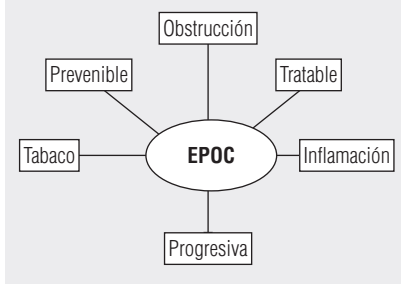 Obstrucción
Prevenible
Tratable
Tabaco
EPOC
Inflamación
Progresiva